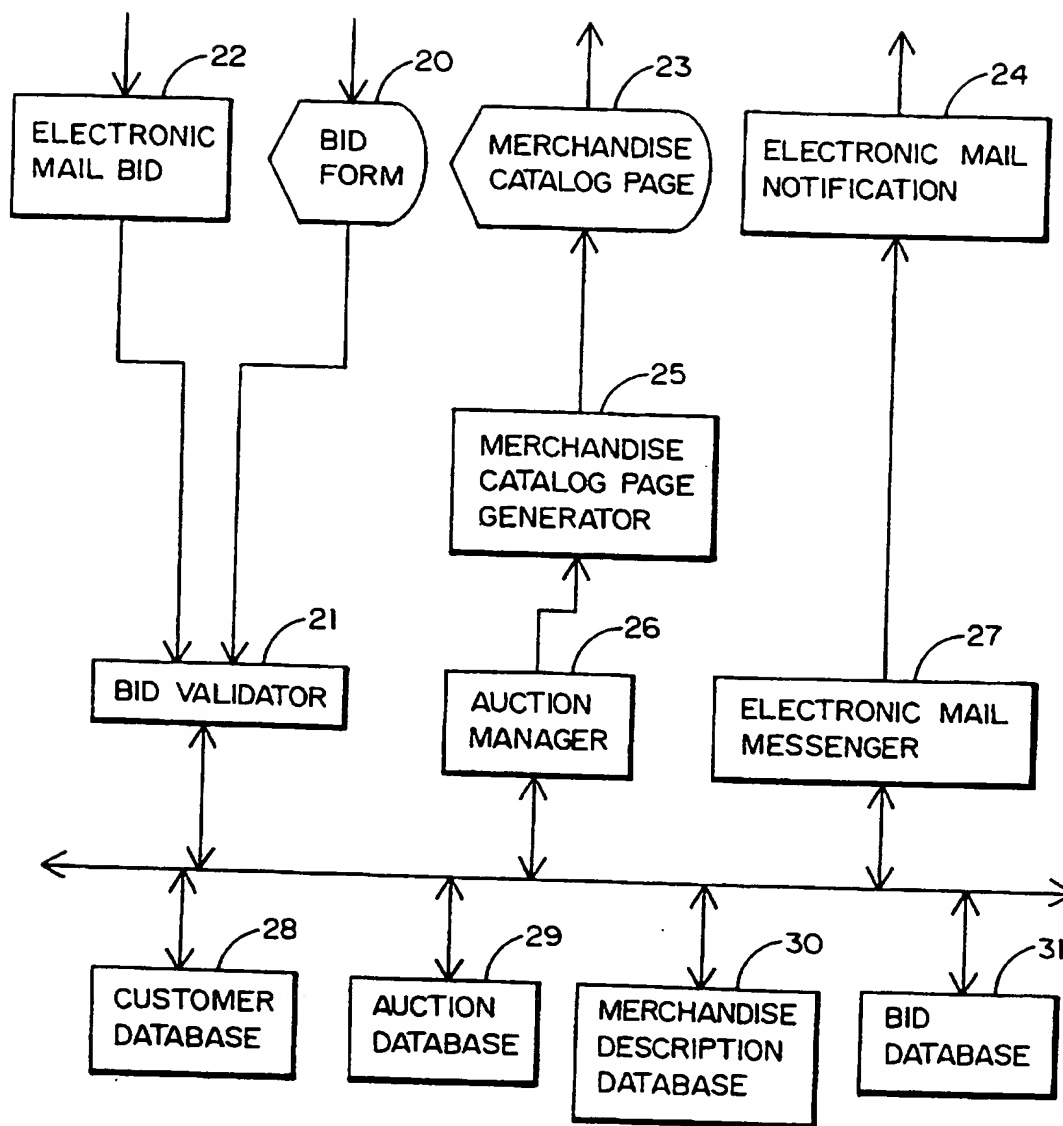 22
20
23
24
ELECTRONIC
MAIL BID
BID
FORM
MERCHANDISE
CATALOG PAGE
ELECTRONIC MAIL
NOTIFICATION
25
MERCHANDISE
CATALOG PAGE
GENERATOR
21
26
27
BID VALIDATOR
AUCTION
MANAGER
ELECTRONIC MAIL
MESSENGER
28
29
30
31
CUSTOMER
DATABASE
AUCTION
DATABASE
MERCHANDISE
DESCRIPTION
DATABASE
BID
DATABASE